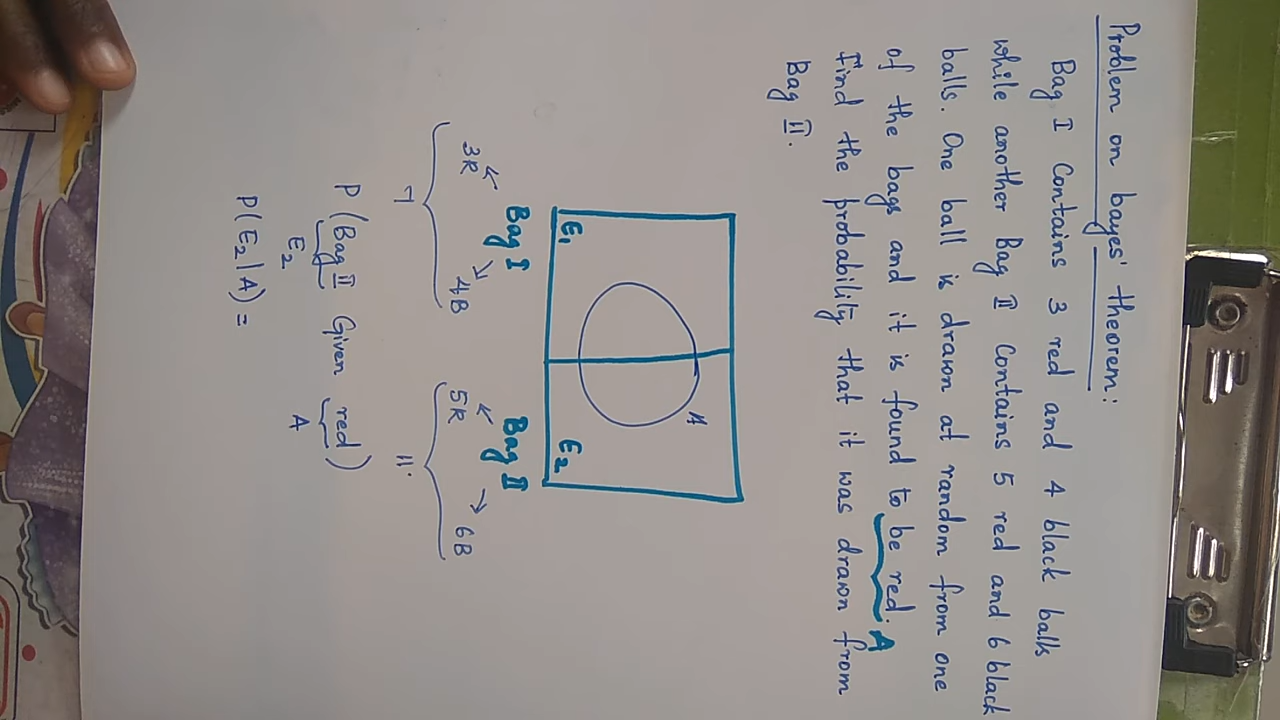 Problem on bayes' theorem:
Bag I Contains 3 red and 4 black balls
while another Bag II Contains 5 red and 6 black
balls. One ball is drawn at random from one
of the bags and it is found to be red. A
Find the probability that it was drawn from
Bag II.
E1 E2
A
Bag I Bag II
3R 4B 5R 6B
7 11.
P (Bag II Given red)
E2 A
P(E2|A) =